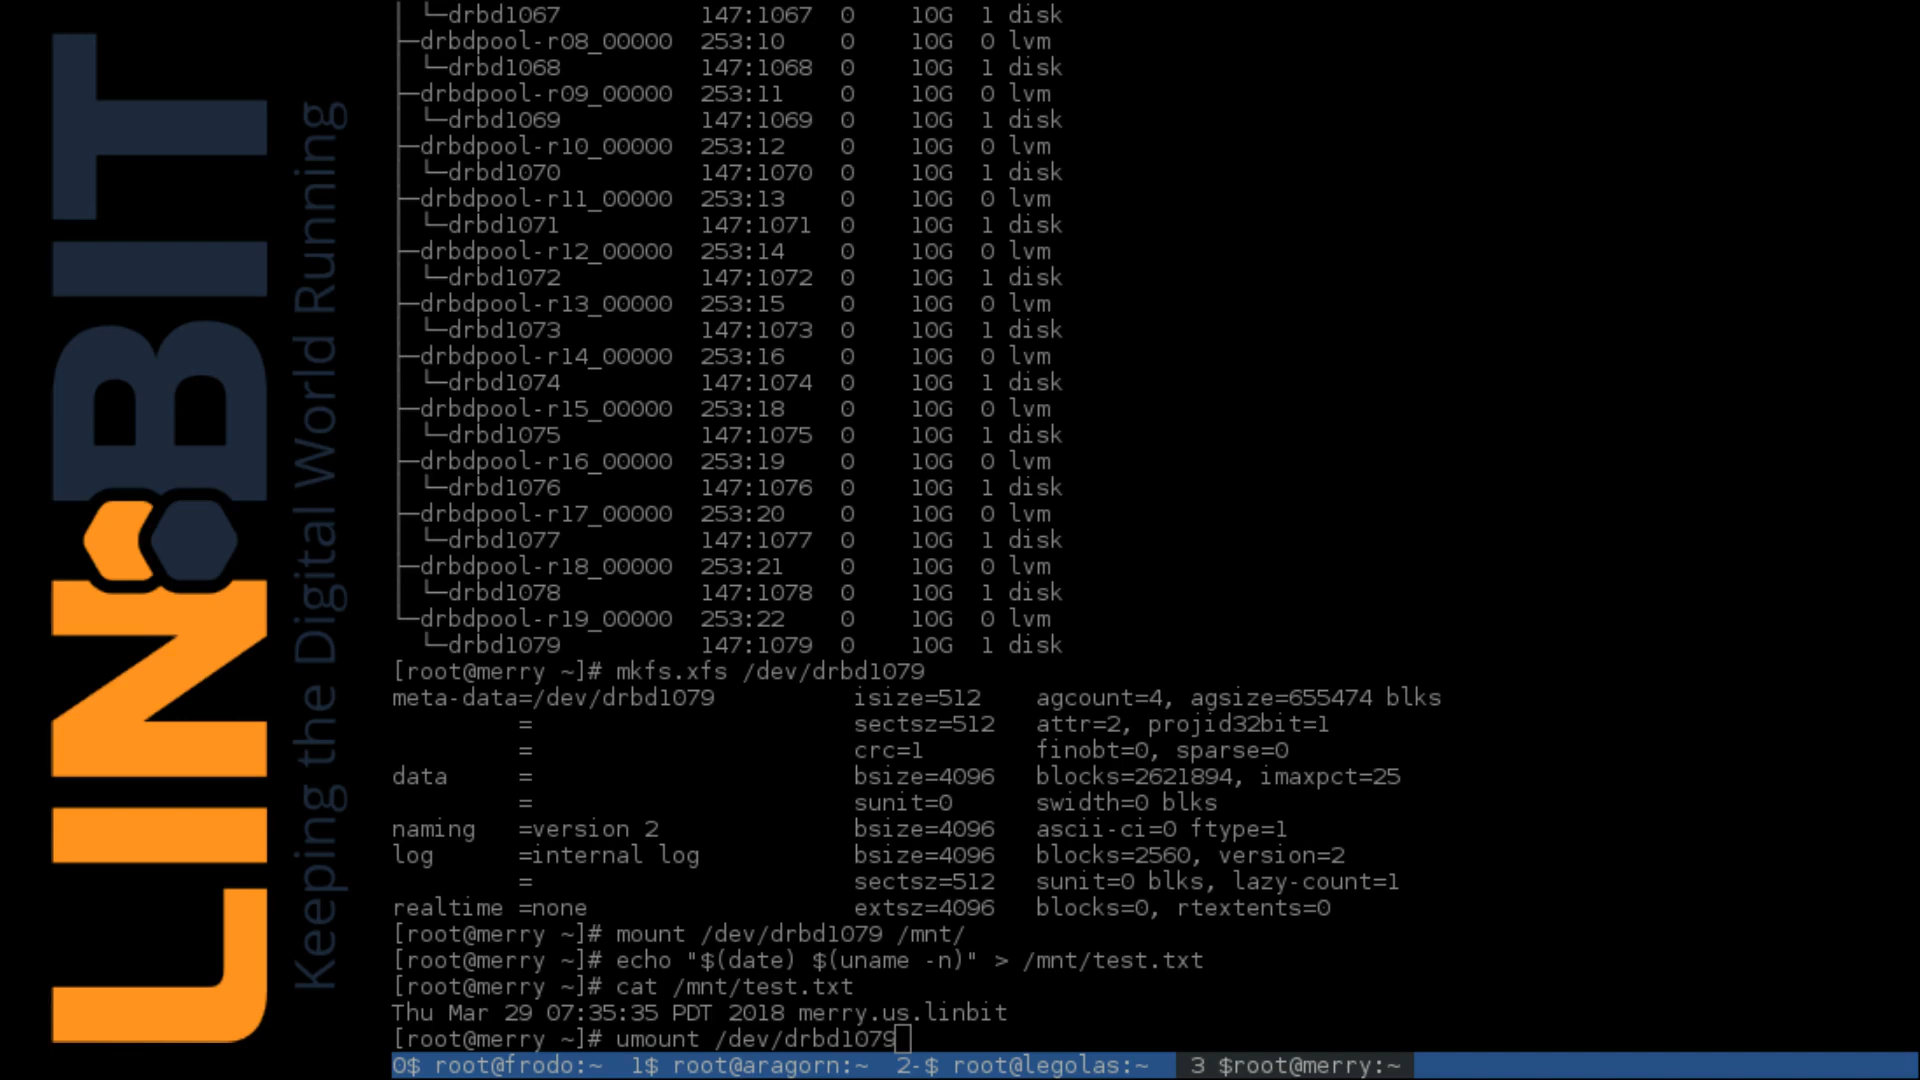 LINBIT
Keeping the Digital World Running
│ └─drbd1067          147:1067  0    10G  1 disk
├─drbdpool-r08_00000  253:10    0    10G  0 lvm
│ └─drbd1068          147:1068  0    10G  1 disk
├─drbdpool-r09_00000  253:11    0    10G  0 lvm
│ └─drbd1069          147:1069  0    10G  1 disk
├─drbdpool-r10_00000  253:12    0    10G  0 lvm
│ └─drbd1070          147:1070  0    10G  1 disk
├─drbdpool-r11_00000  253:13    0    10G  0 lvm
│ └─drbd1071          147:1071  0    10G  1 disk
├─drbdpool-r12_00000  253:14    0    10G  0 lvm
│ └─drbd1072          147:1072  0    10G  1 disk
├─drbdpool-r13_00000  253:15    0    10G  0 lvm
│ └─drbd1073          147:1073  0    10G  1 disk
├─drbdpool-r14_00000  253:16    0    10G  0 lvm
│ └─drbd1074          147:1074  0    10G  1 disk
├─drbdpool-r15_00000  253:18    0    10G  0 lvm
│ └─drbd1075          147:1075  0    10G  1 disk
├─drbdpool-r16_00000  253:19    0    10G  0 lvm
│ └─drbd1076          147:1076  0    10G  1 disk
├─drbdpool-r17_00000  253:20    0    10G  0 lvm
│ └─drbd1077          147:1077  0    10G  1 disk
├─drbdpool-r18_00000  253:21    0    10G  0 lvm
│ └─drbd1078          147:1078  0    10G  1 disk
└─drbdpool-r19_00000  253:22    0    10G  0 lvm
  └─drbd1079          147:1079  0    10G  1 disk
[root@merry ~]# mkfs.xfs /dev/drbd1079
meta-data=/dev/drbd1079          isize=512    agcount=4, agsize=655474 blks
         =                       sectsz=512   attr=2, projid32bit=1
         =                       crc=1        finobt=0, sparse=0
data     =                       bsize=4096   blocks=2621894, imaxpct=25
         =                       sunit=0      swidth=0 blks
naming   =version 2              bsize=4096   ascii-ci=0 ftype=1
log      =internal log           bsize=4096   blocks=2560, version=2
         =                       sectsz=512   sunit=0 blks, lazy-count=1
realtime =none                   extsz=4096   blocks=0, rtextents=0
[root@merry ~]# mount /dev/drbd1079 /mnt/
[root@merry ~]# echo "$(date) $(uname -n)" > /mnt/test.txt
[root@merry ~]# cat /mnt/test.txt
Thu Mar 29 07:35:35 PDT 2018 merry.us.linbit
[root@merry ~]# umount /dev/drbd1079
0$ root@frodo:~  1$ root@aragorn:~  2-$ root@legolas:~   3 $root@merry:~